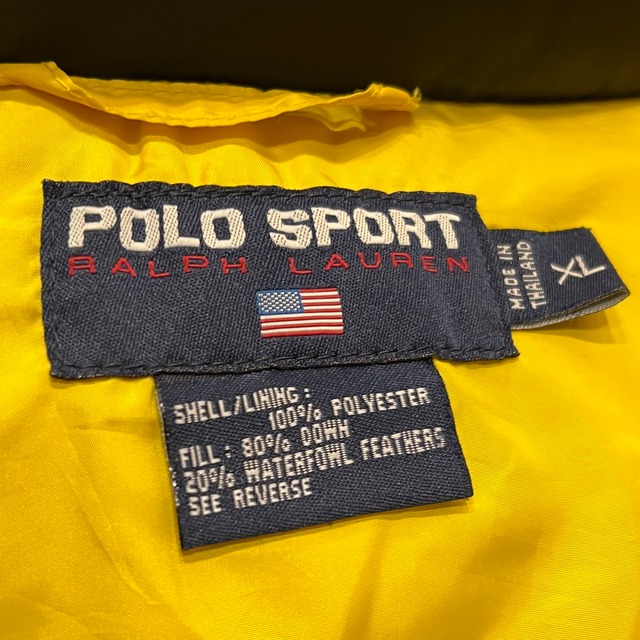 POLO SPORT
RALPH LAUREN
MADE IN
THAILAND
XL
SHELL/LINING:
100% POLYESTER
FILL: 80% DOWN
20% WATERFOWL FEATHERS
SEE REVERSE